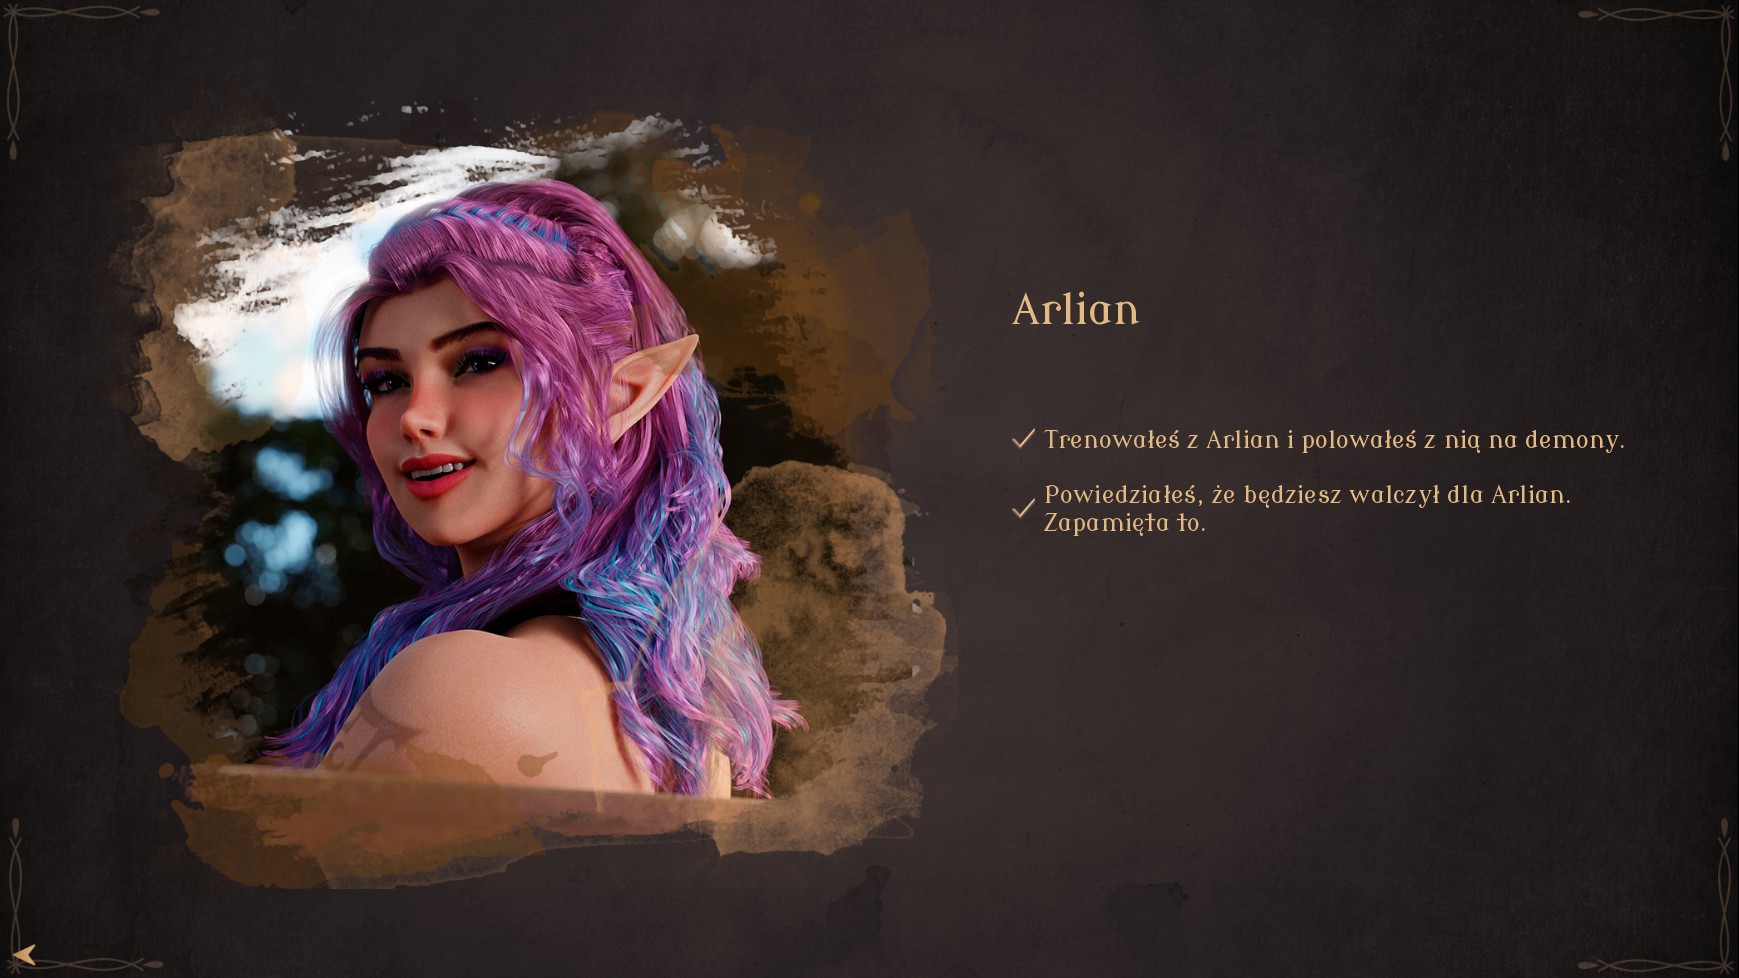 Arlian
Trenowałeś z Arlian i polowałeś z nią na demony.
Powiedziałeś, że będziesz walczył dla Arlian.
Zapamięta to.